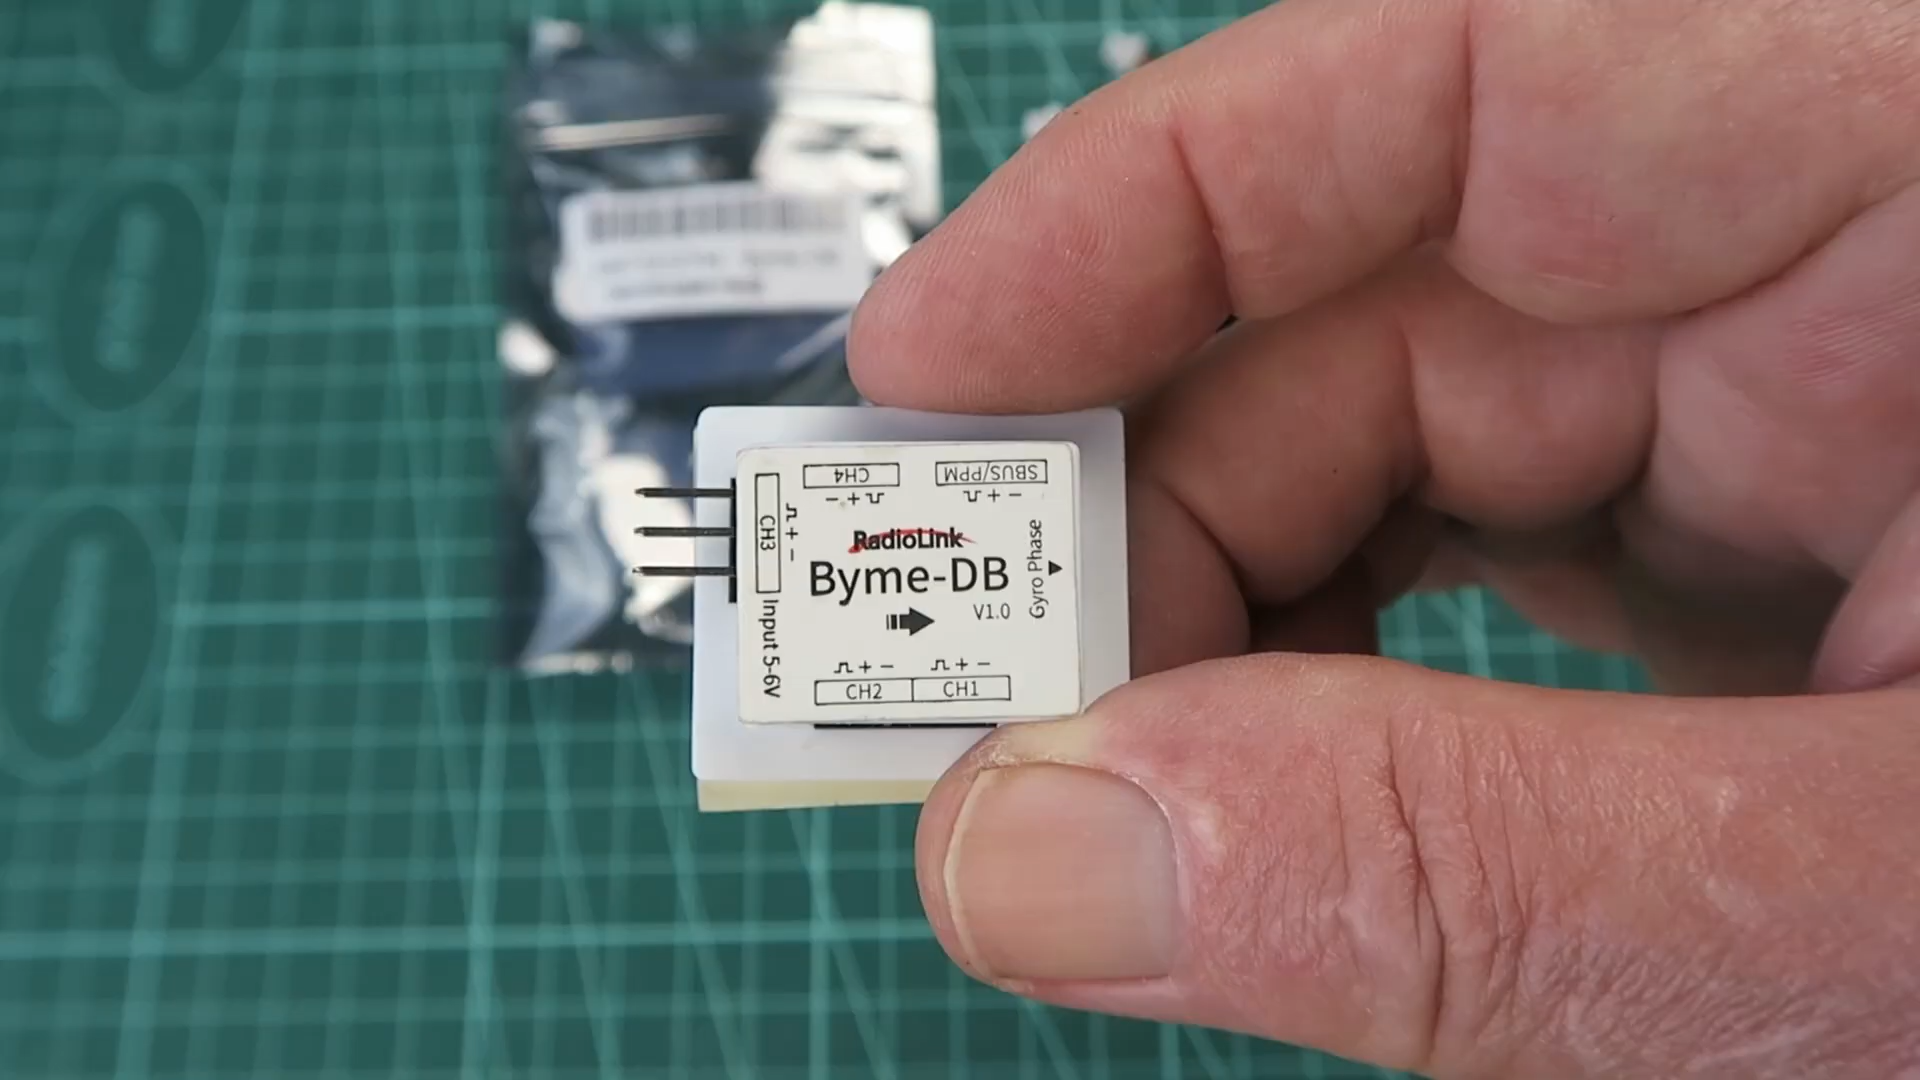 CH4
SBUS/PPM
CH3
Input 5-6V
RadioLink
Byme-DB
V1.0
Gyro Phase
CH2
CH1